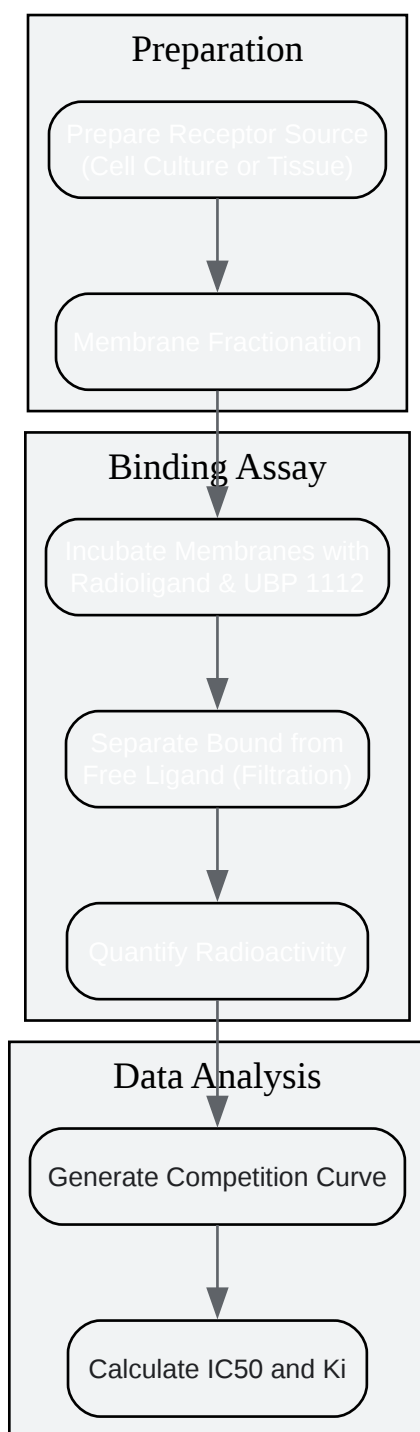 Preparation
Prepare Receptor Source
(Cell Culture or Tissue)
Membrane Fractionation
Binding Assay
Incubate Membranes with
Radioligand & UBP 1112
Separate Bound from
Free Ligand (Filtration)
Quantify Radioactivity
Data Analysis
Generate Competition Curve
Calculate IC50 and Ki